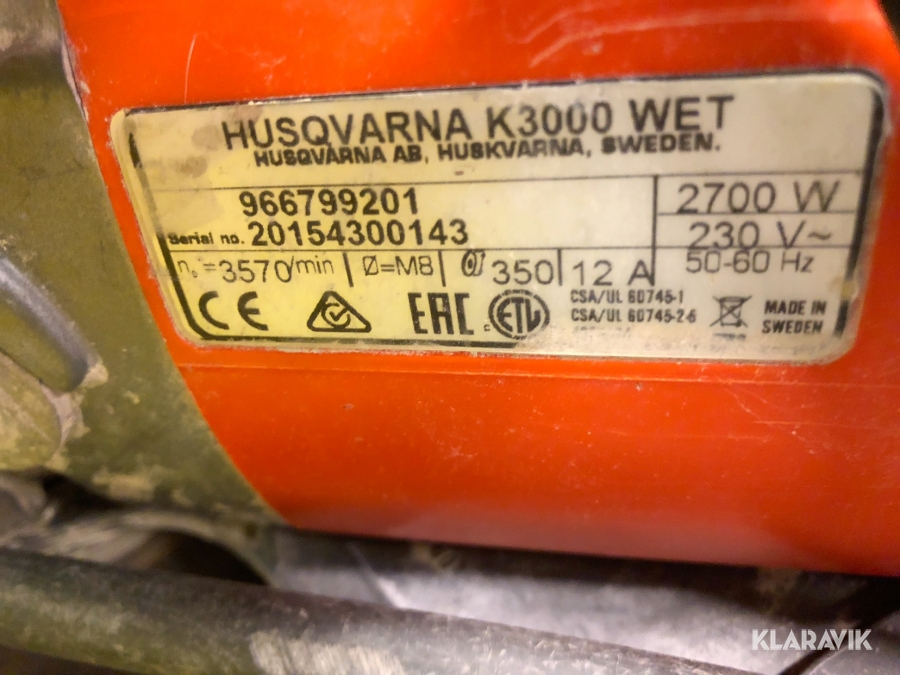 HUSQVARNA K3000 WET
HUSQVARNA AB, HUSKVARNA, SWEDEN.
966799201
2700 W
Serial no. 20154300143
230 V~
n₀=3570/min Ø=M8 350 12 A 50-60 Hz
CE EAC c ETL
CSA/UL 60745-1
CSA/UL 60745-2-6
MADE IN
SWEDEN
KLARAVIK